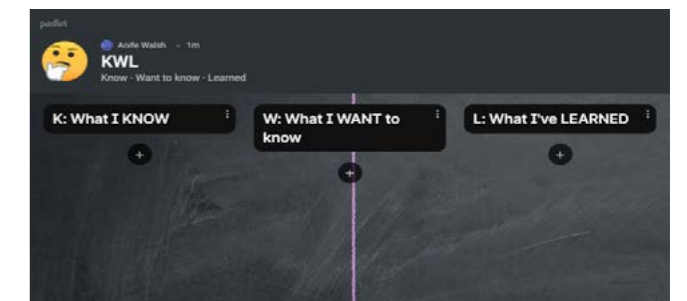 padlet
Aoife Walsh • 1m
KWL
Know - Want to know - Learned
K: What I KNOW
W: What I WANT to
know
L: What I've LEARNED